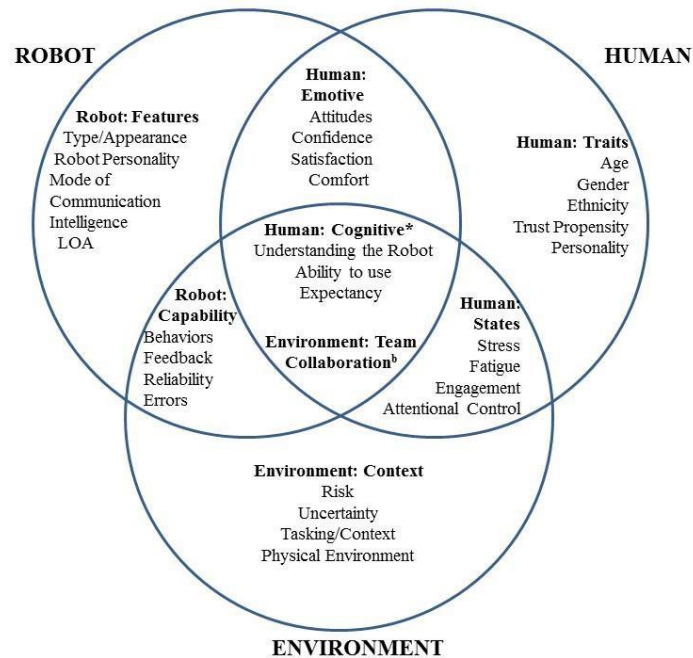 ROBOT
HUMAN
Human:
Emotive
Attitudes
Confidence
Satisfaction
Comfort
Robot: Features
Type/Appearance
Robot Personality
Mode of
Communication
Intelligence
LOA
Human: Traits
Age
Gender
Ethnicity
Trust Propensity
Personality
Human: Cognitive*
Understanding the Robot
Ability to use
Expectancy
Robot:
Capability
Behaviors
Feedback
Reliability
Errors
Environment: Team
Collaborationᵇ
Human:
States
Stress
Fatigue
Engagement
Attentional Control
Environment: Context
Risk
Uncertainty
Tasking/Context
Physical Environment
ENVIRONMENT